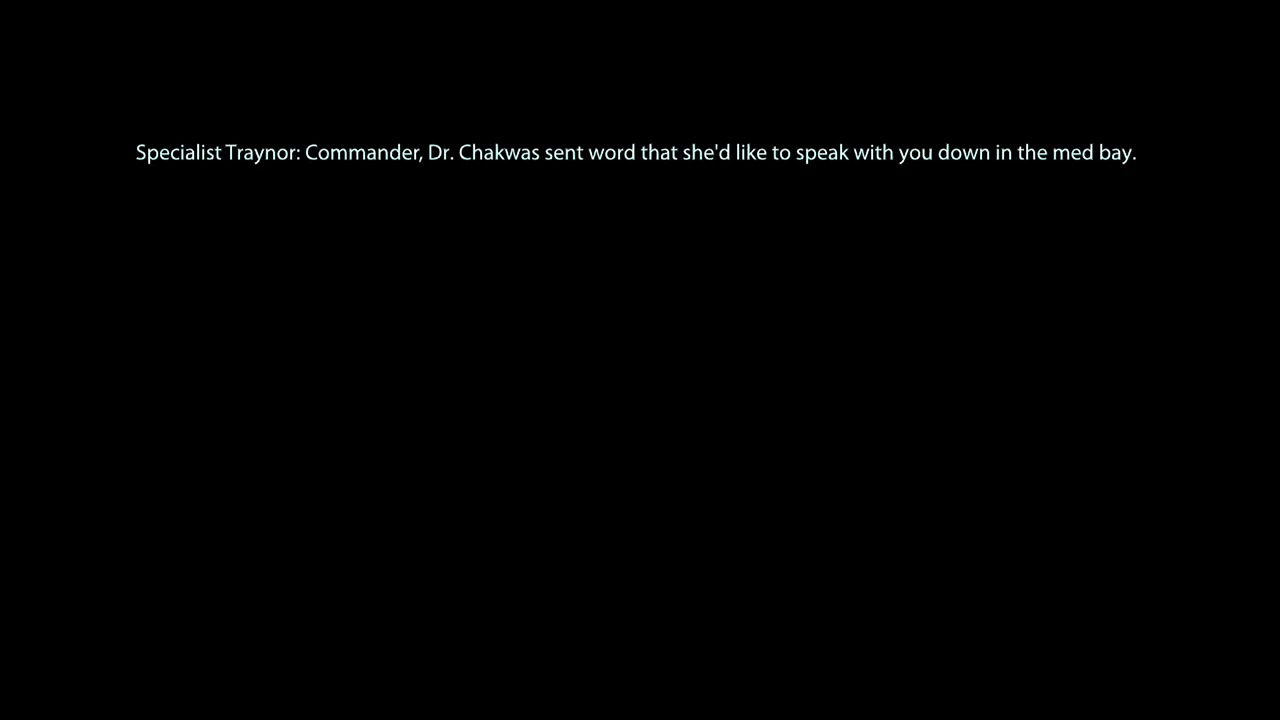 Specialist Traynor: Commander, Dr. Chakwas sent word that she'd like to speak with you down in the med bay.